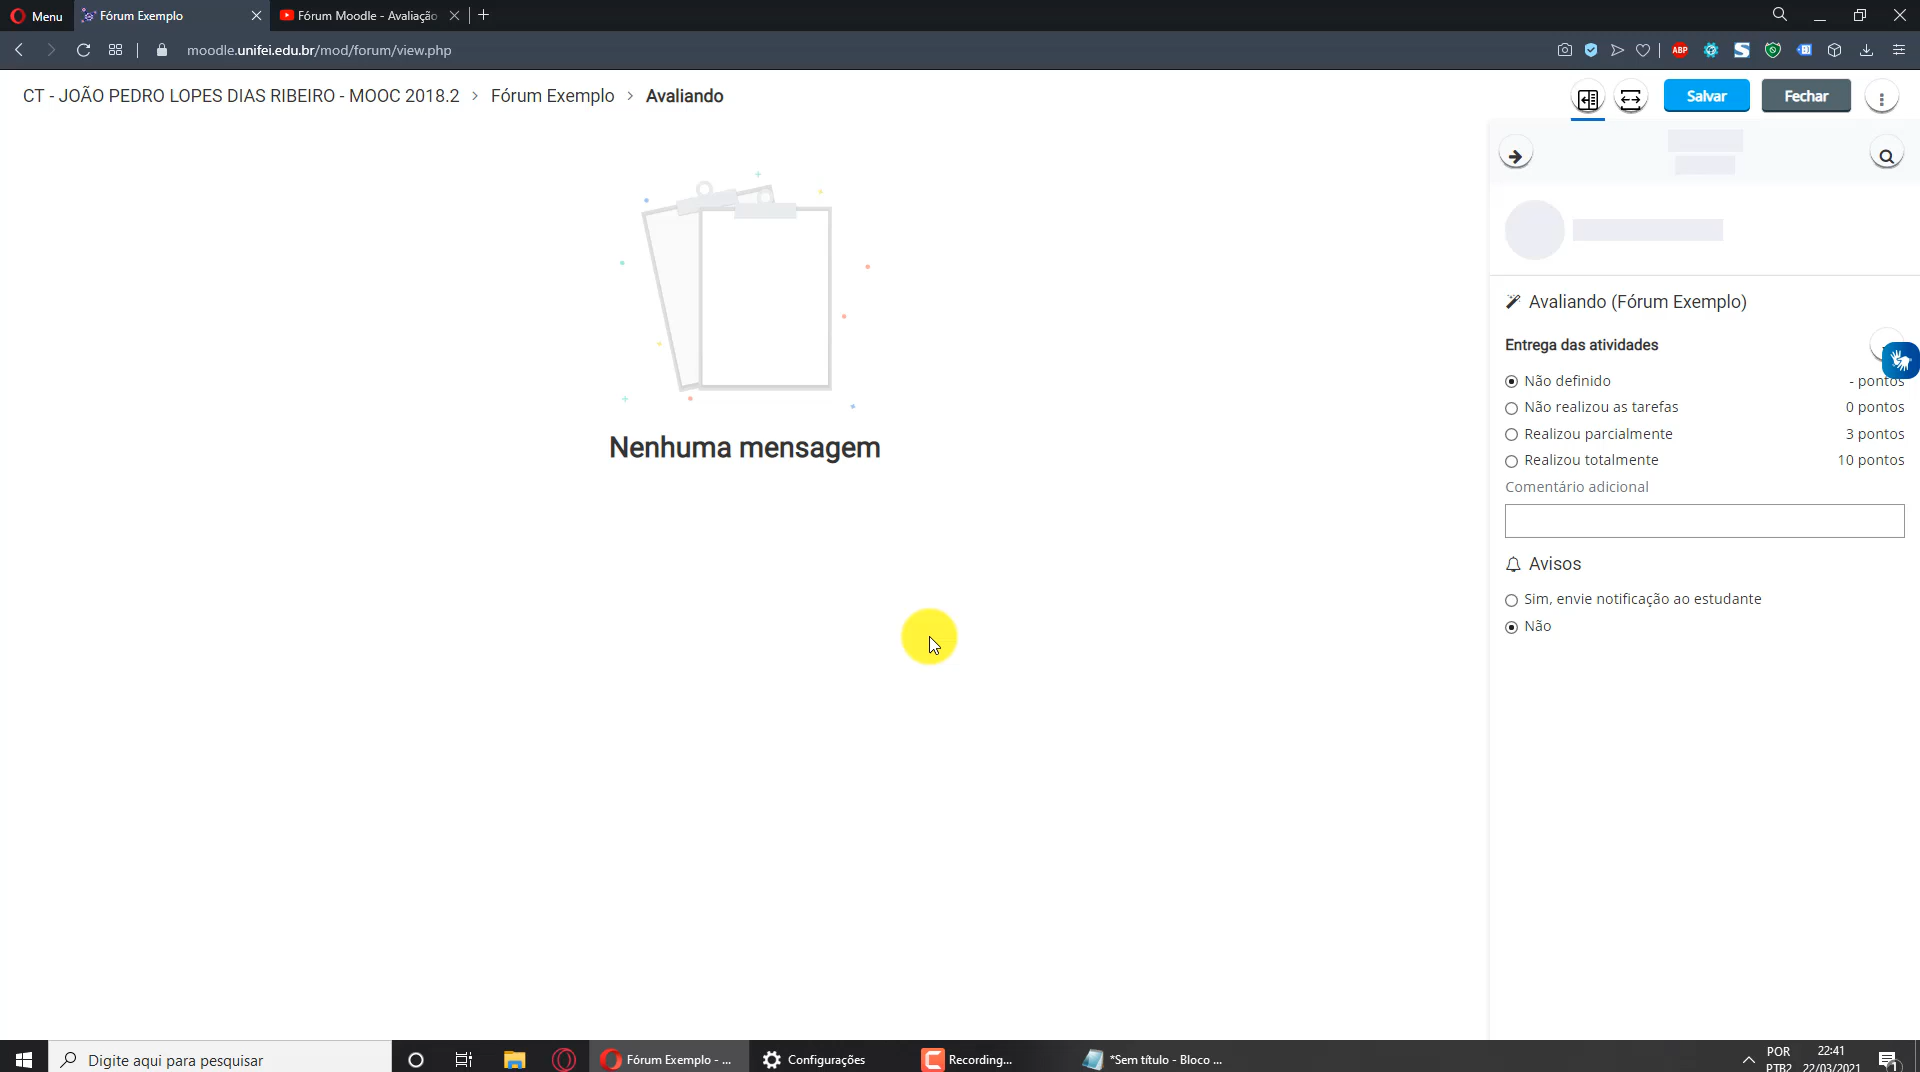 Menu
Fórum Exemplo
Fórum Moodle - Avaliação
moodle.unifei.edu.br/mod/forum/view.php
ABP
CT - JOÃO PEDRO LOPES DIAS RIBEIRO - MOOC 2018.2 > Fórum Exemplo > Avaliando
Salvar
Fechar
Nenhuma mensagem
Avaliando (Fórum Exemplo)
Entrega das atividades
Não definido - pontos
Não realizou as tarefas 0 pontos
Realizou parcialmente 3 pontos
Realizou totalmente 10 pontos
Comentário adicional
Avisos
Sim, envie notificação ao estudante
Não
Digite aqui para pesquisar
Fórum Exemplo - ...
Configurações
Recording...
*Sem título - Bloco ...
POR
PTB2
22:41
22/03/2021
1